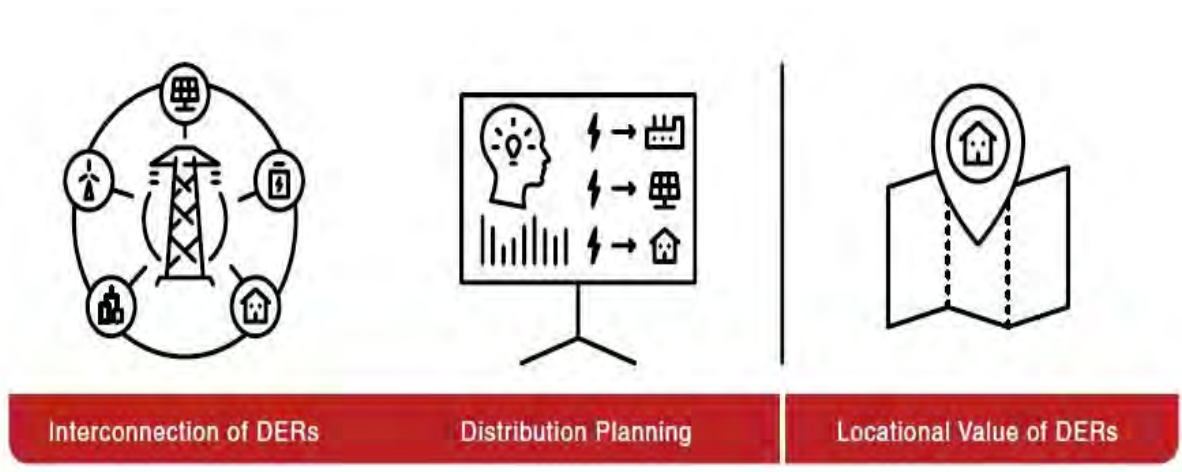 Interconnection of DERs
Distribution Planning
Locational Value of DERs